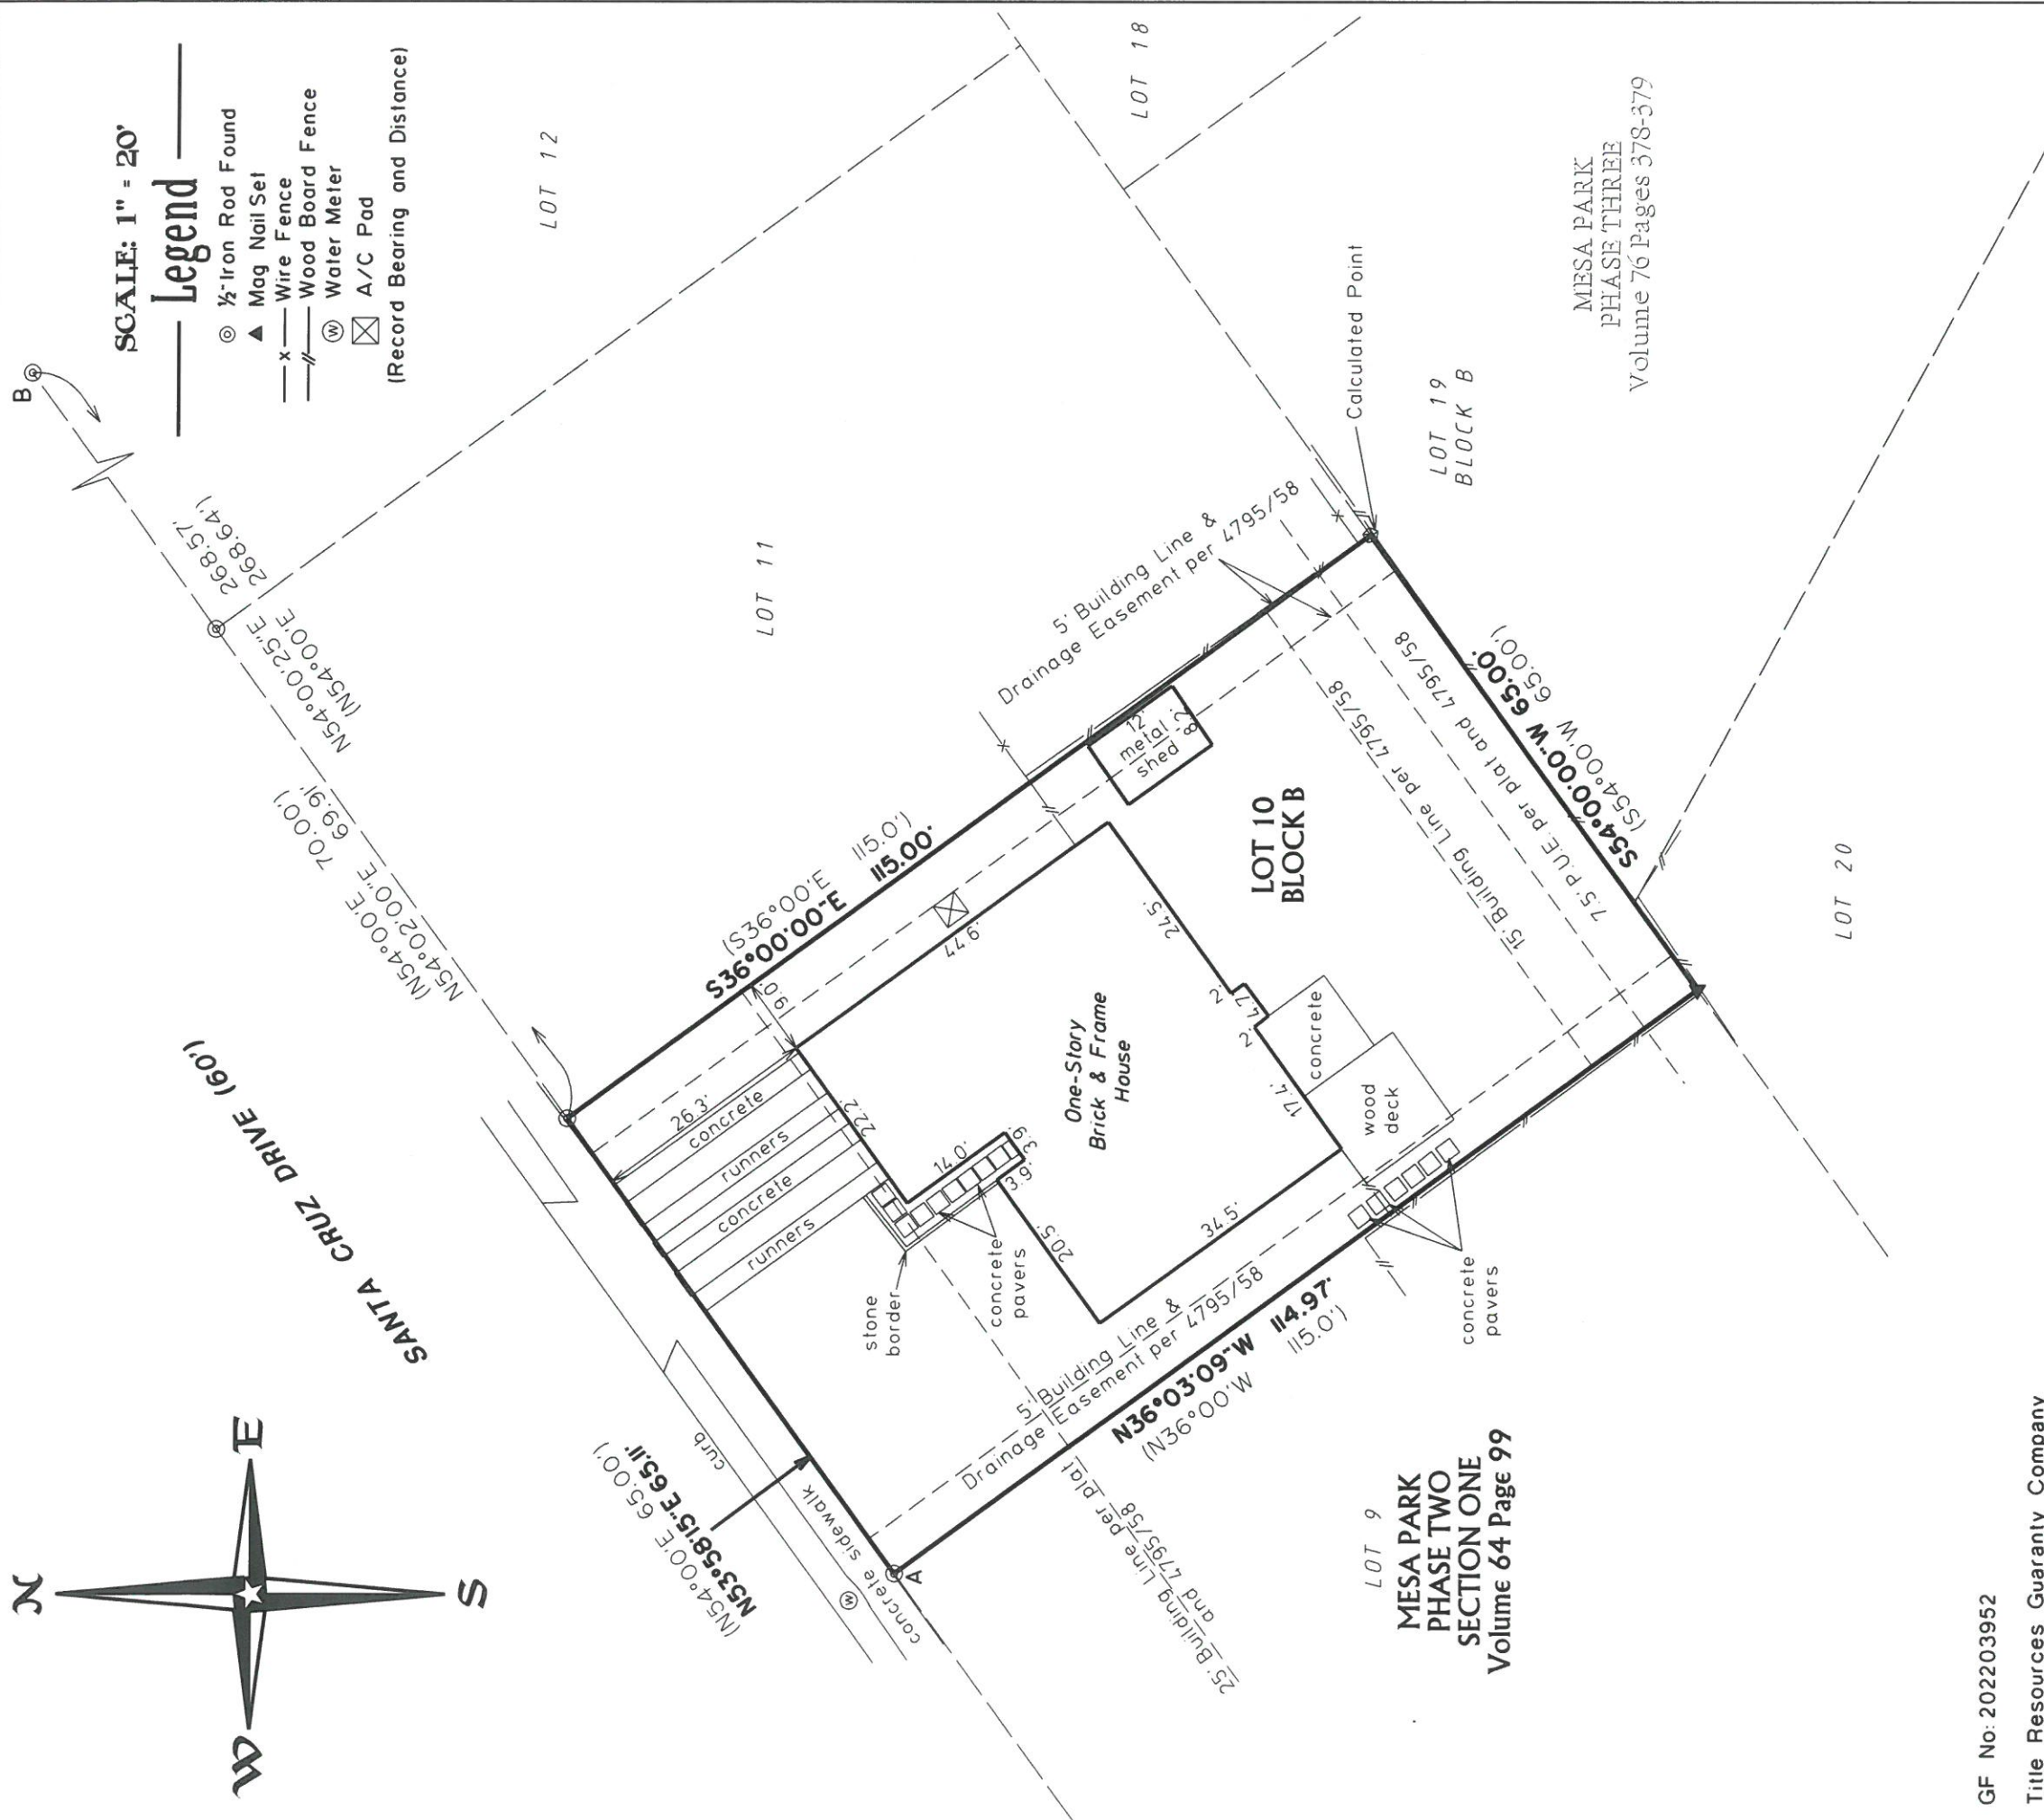 SCALE: 1" = 20'
Legend
½" Iron Rod Found
Mag Nail Set
Wire Fence
Wood Board Fence
W Water Meter
A/C Pad
(Record Bearing and Distance)
N
W
E
S
B
268.57'
268.64')
N54°00'25"E
(N54°00'E
(N54°00'E 70.00')
N54°02'00"E 69.91'
SANTA CRUZ DRIVE (60')
LOT 12
LOT 18
LOT 11
(S36°00'E 115.0')
S36°00'00"E 115.00'
5' Building Line &
Drainage Easement per 4795/58
Calculated Point
LOT 19
BLOCK B
MESA PARK
PHASE THREE
Volume 76 Pages 378-379
12'
metal
shed
8.2'
9.0'
26.3'
concrete
runners
concrete
runners
22.2'
44.6'
24.5'
2'
4.7'
2'
17.4'
14.0'
3.9'
3.9'
20.5'
34.5'
One-Story
Brick & Frame
House
LOT 10
BLOCK B
15' Building Line per 4795/58
7.5' P.U.E. per plat and 4795/58
S54°00'00"W 65.00'
(S54°00'W 65.00')
concrete
wood
deck
stone
border
concrete
pavers
concrete
pavers
curb
concrete sidewalk
W
A
(N54°00'E 65.00')
N53°58'15"E 65.11'
5' Building Line &
Drainage Easement per 4795/58
N36°03'09"W 114.97'
(N36°00'W 115.0')
25' Building Line per plat
and 4795/58
LOT 9
MESA PARK
PHASE TWO
SECTION ONE
Volume 64 Page 99
LOT 20
GF No: 202203952
Title Resources Guaranty Company